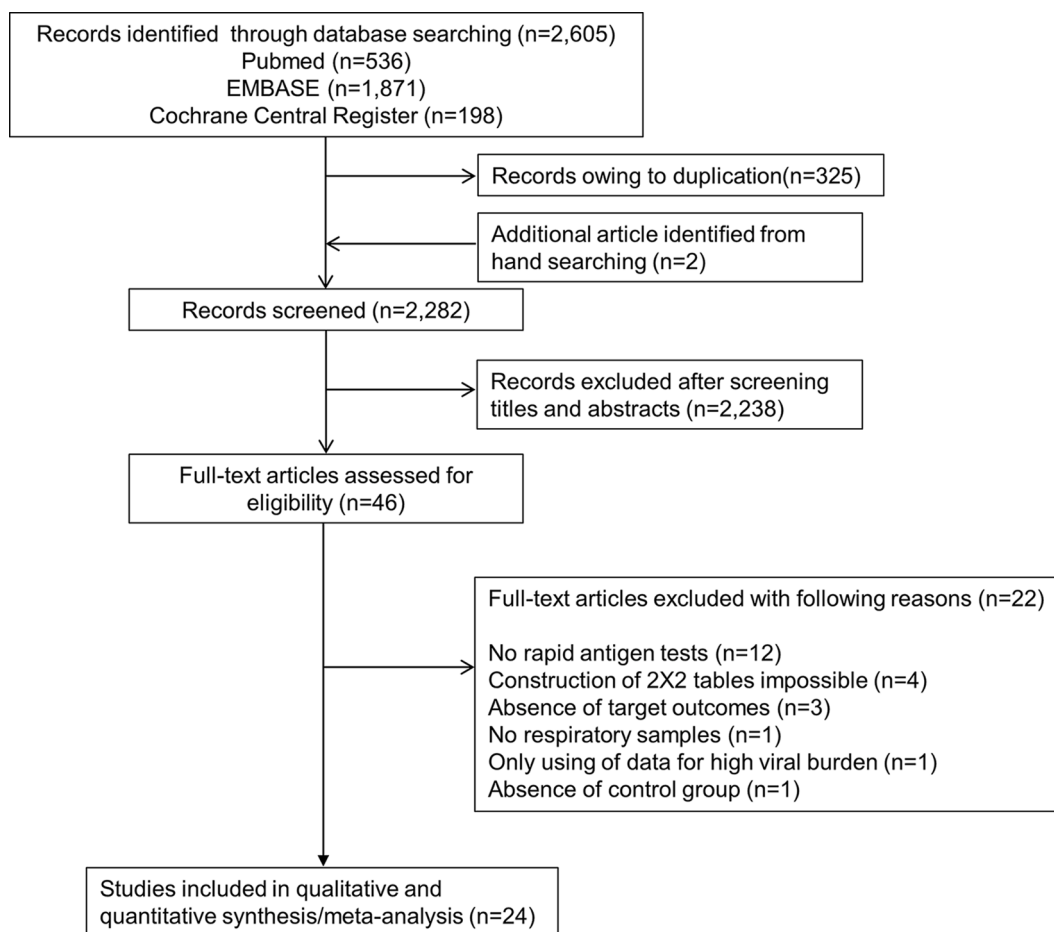 Records identified through database searching (n=2,605)
Pubmed (n=536)
EMBASE (n=1,871)
Cochrane Central Register (n=198)
Records owing to duplication(n=325)
Additional article identified from
hand searching (n=2)
Records screened (n=2,282)
Records excluded after screening
titles and abstracts (n=2,238)
Full-text articles assessed for
eligibility (n=46)
Full-text articles excluded with following reasons (n=22)
No rapid antigen tests (n=12)
Construction of 2X2 tables impossible (n=4)
Absence of target outcomes (n=3)
No respiratory samples (n=1)
Only using of data for high viral burden (n=1)
Absence of control group (n=1)
Studies included in qualitative and
quantitative synthesis/meta-analysis (n=24)